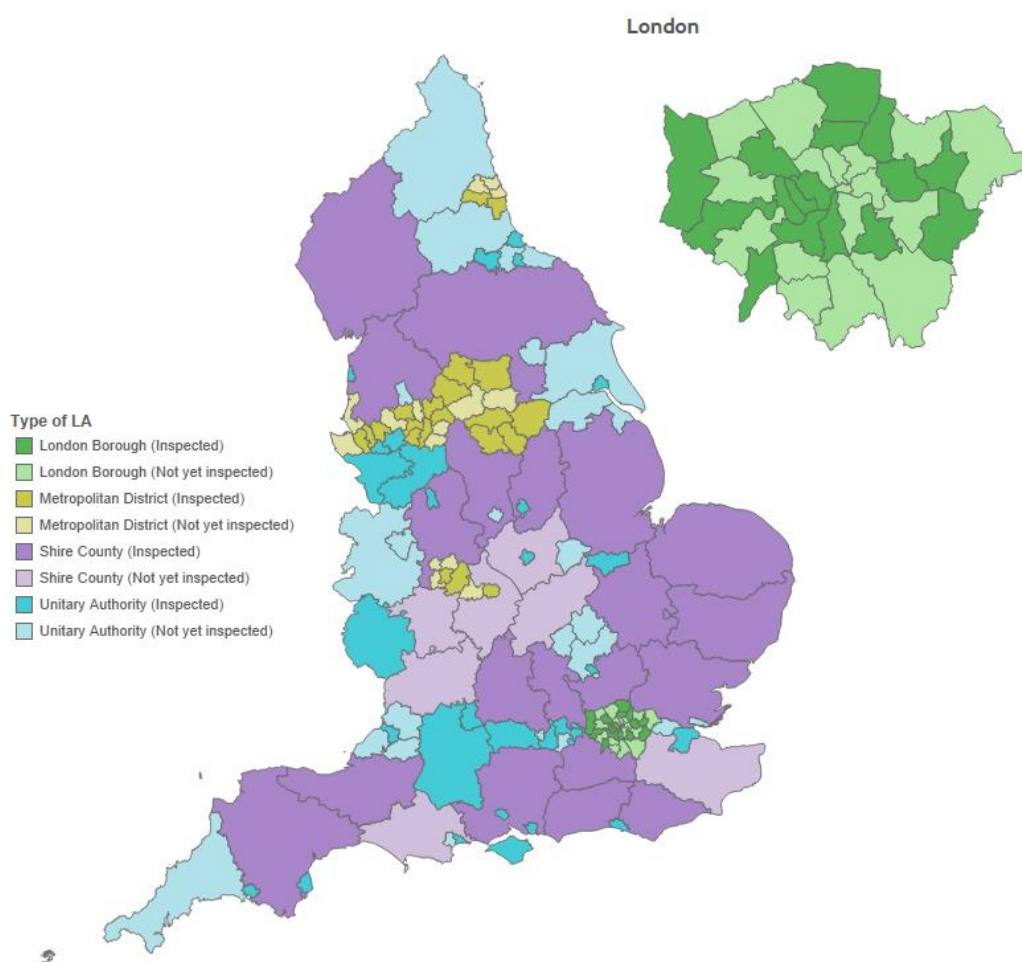 London
Type of LA
London Borough (Inspected)
London Borough (Not yet inspected)
Metropolitan District (Inspected)
Metropolitan District (Not yet inspected)
Shire County (Inspected)
Shire County (Not yet inspected)
Unitary Authority (Inspected)
Unitary Authority (Not yet inspected)